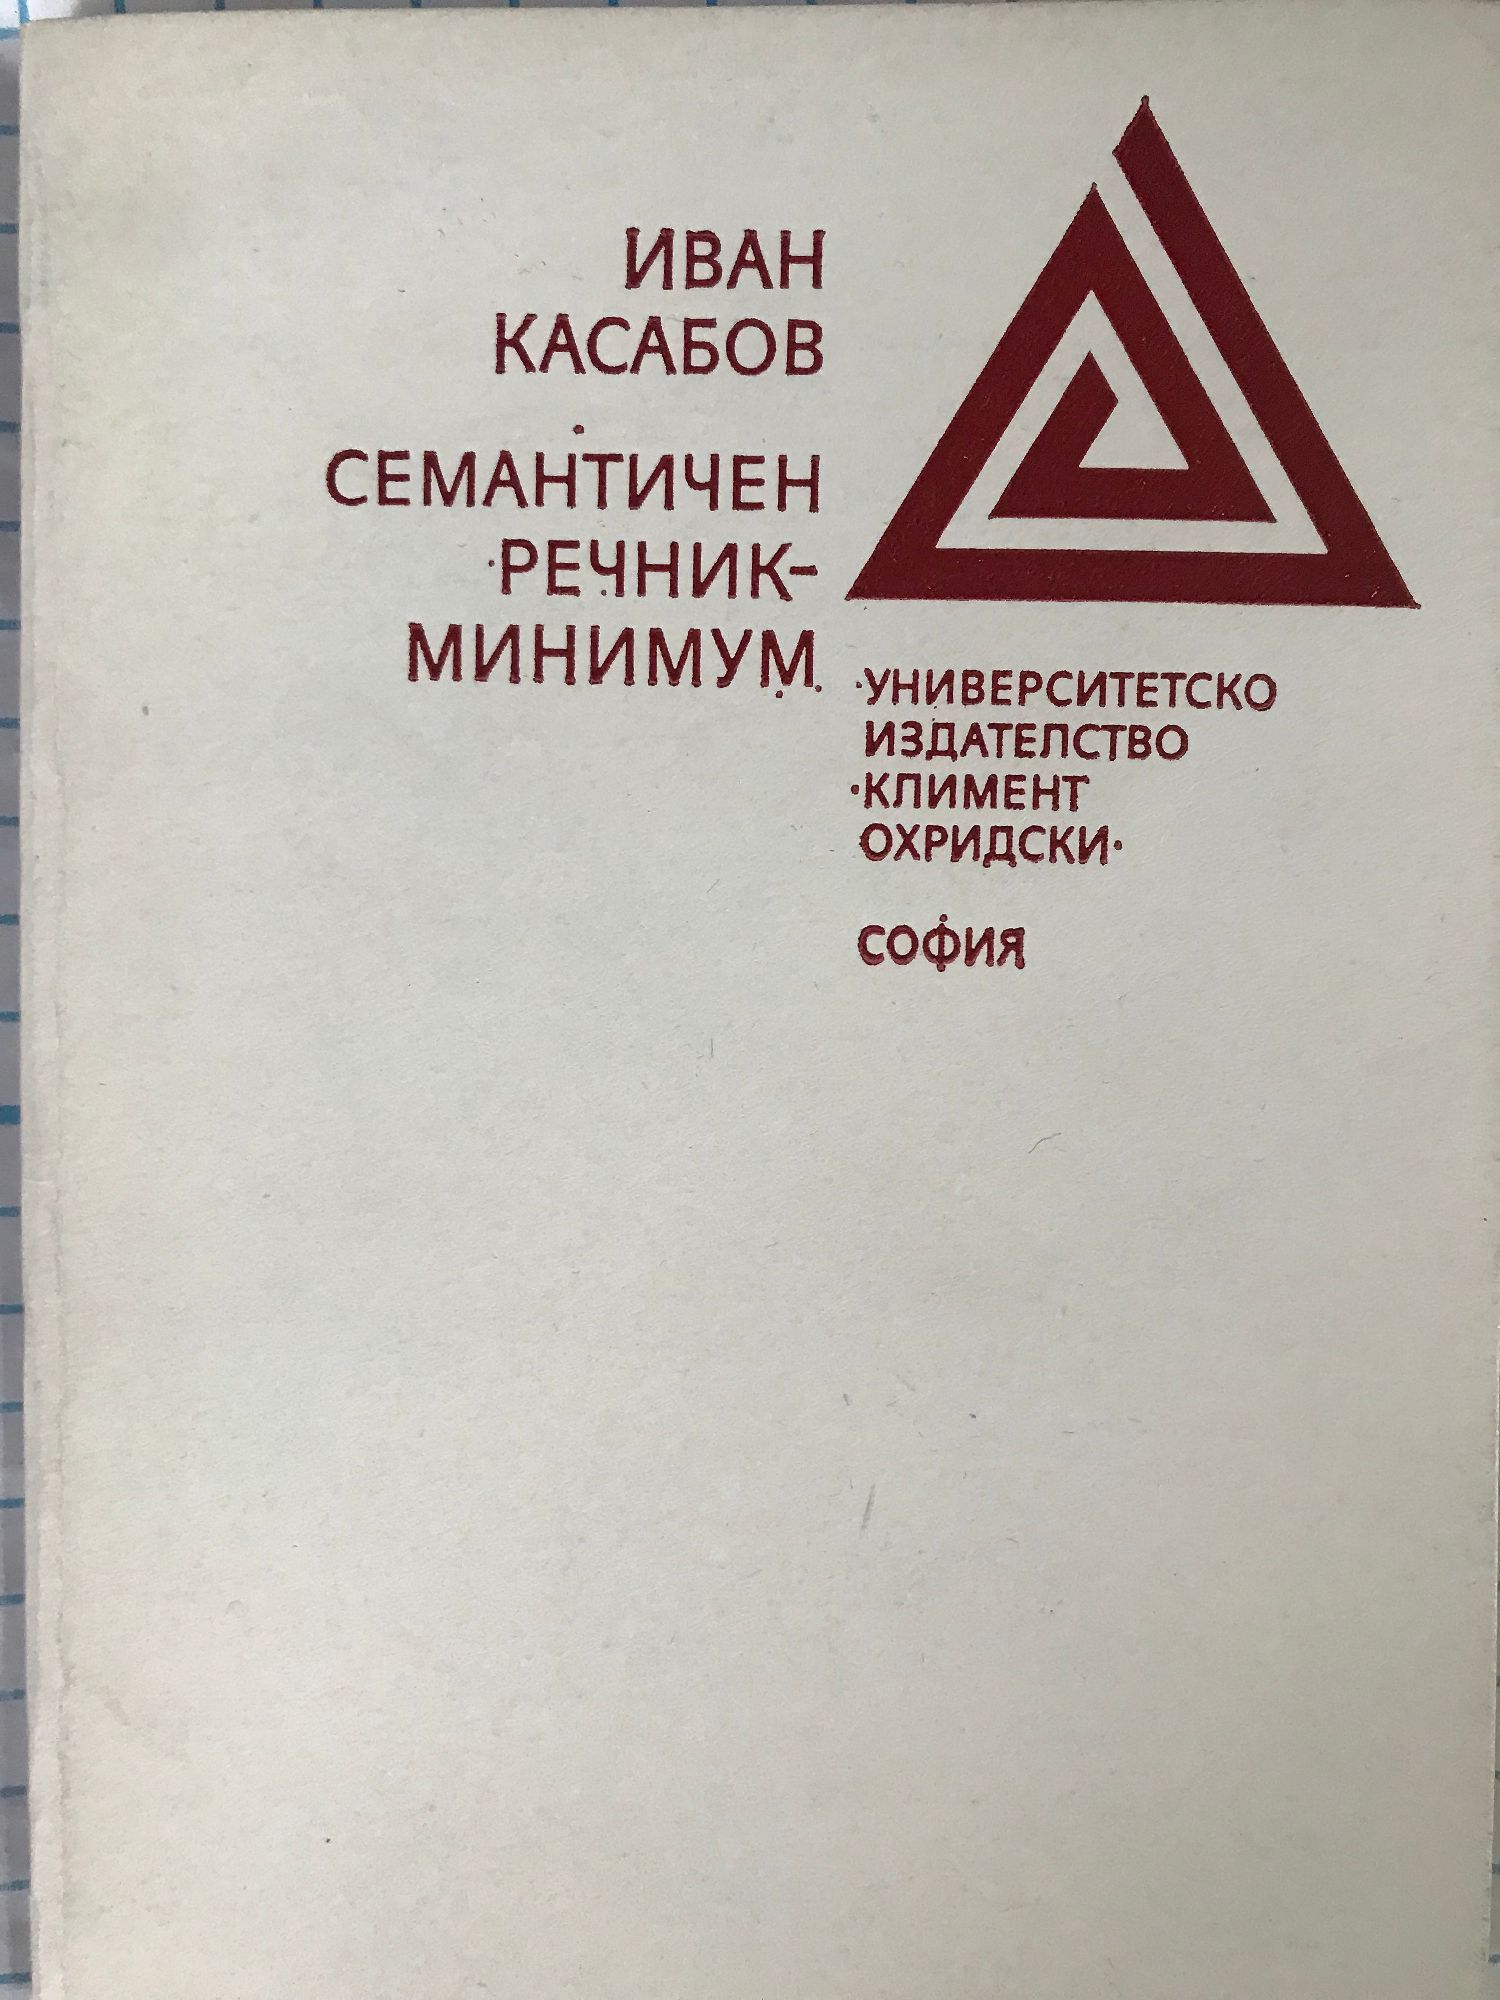 ИВАН
КАСАБОВ
СЕМАНТИЧЕН
РЕЧНИК-
МИНИМУМ
УНИВЕРСИТЕТСКО
ИЗДАТЕЛСТВО
КЛИМЕНТ
ОХРИДСКИ
СОФИЯ